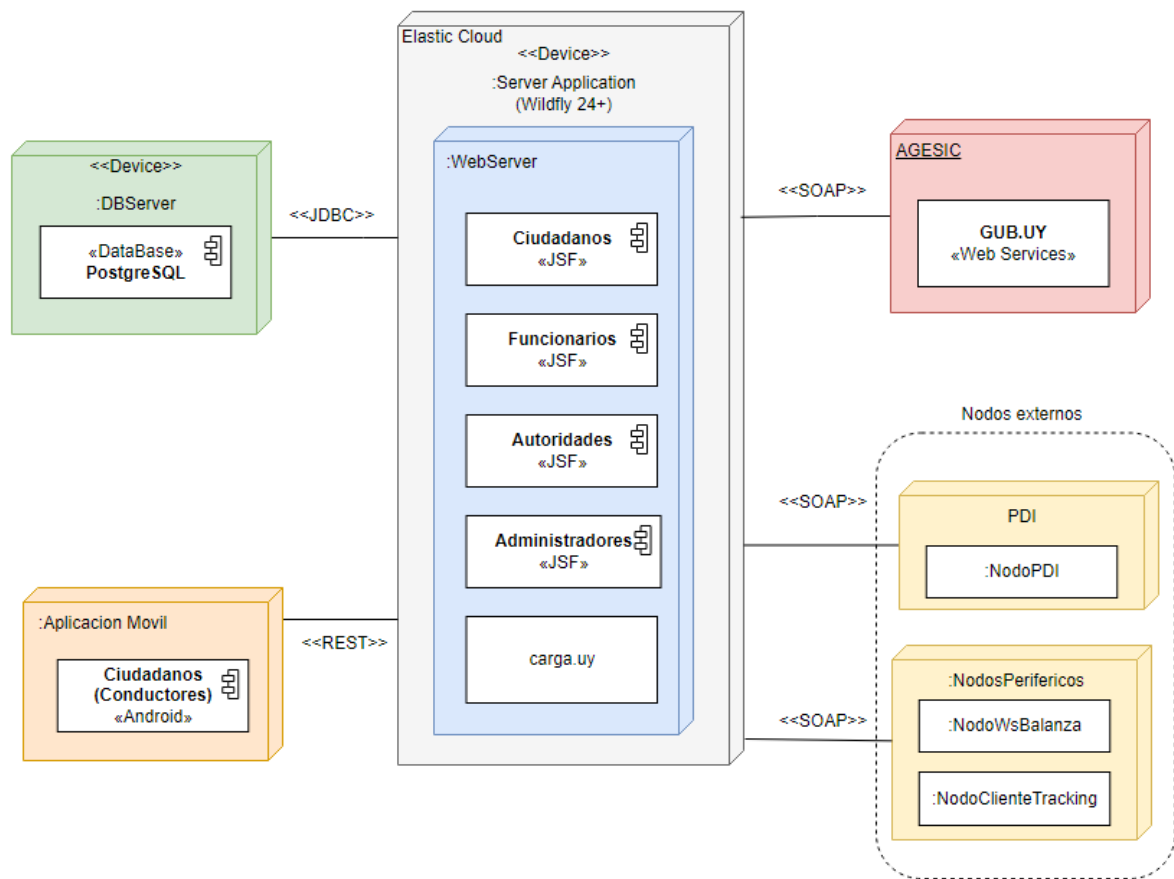 Elastic Cloud
<<Device>>
:Server Application
(Wildfly 24+)
:WebServer
Ciudadanos
«JSF»
Funcionarios
«JSF»
Autoridades
«JSF»
Administradores
«JSF»
carga.uy
<<Device>>
:DBServer
«DataBase»
PostgreSQL
<<JDBC>>
:Aplicacion Movil
Ciudadanos
(Conductores)
«Android»
<<REST>>
<<SOAP>>
AGESIC
GUB.UY
«Web Services»
Nodos externos
<<SOAP>>
PDI
:NodoPDI
<<SOAP>>
:NodosPerifericos
:NodoWsBalanza
:NodoClienteTracking